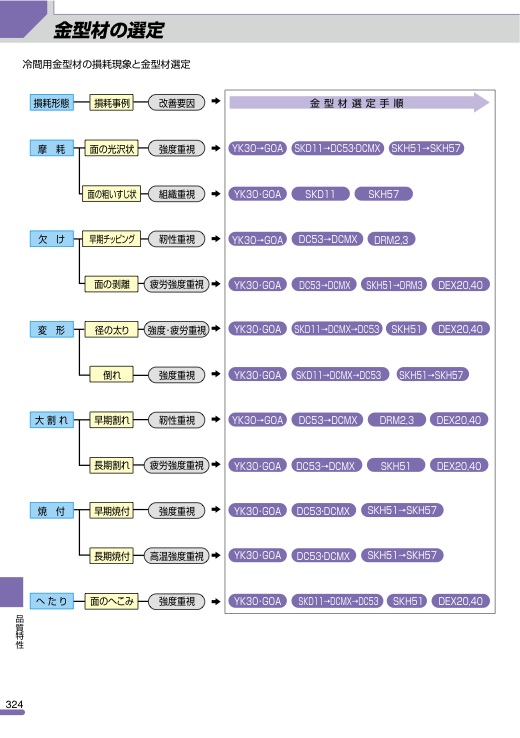 金型材の選定
冷間用金型材の損耗現象と金型材選定
損耗形態 損耗事例 改善要因 金型材選定手順
摩耗 面の光沢状 強度重視 YK30→GOA SKD11→DC53·DCMX SKH51→SKH57
面の粗いすじ状 組織重視 YK30·GOA SKD11 SKH57
欠け 早期チッピング 靭性重視 YK30→GOA DC53→DCMX DRM2,3
面の剥離 疲労強度重視 YK30·GOA DC53→DCMX SKH51→DRM3 DEX20,40
変形 径の太り 強度·疲労重視 YK30·GOA SKD11→DCMX→DC53 SKH51 DEX20,40
倒れ 強度重視 YK30·GOA SKD11→DCMX→DC53 SKH51→SKH57
大割れ 早期割れ 靭性重視 YK30→GOA DC53→DCMX DRM2,3 DEX20,40
長期割れ 疲労強度重視 YK30·GOA DC53→DCMX SKH51 DEX20,40
焼付 早期焼付 強度重視 YK30·GOA DC53·DCMX SKH51→SKH57
長期焼付 高温強度重視 YK30·GOA DC53·DCMX SKH51→SKH57
へたり 面のへこみ 強度重視 YK30·GOA SKD11→DCMX→DC53 SKH51 DEX20,40
品質特性
324